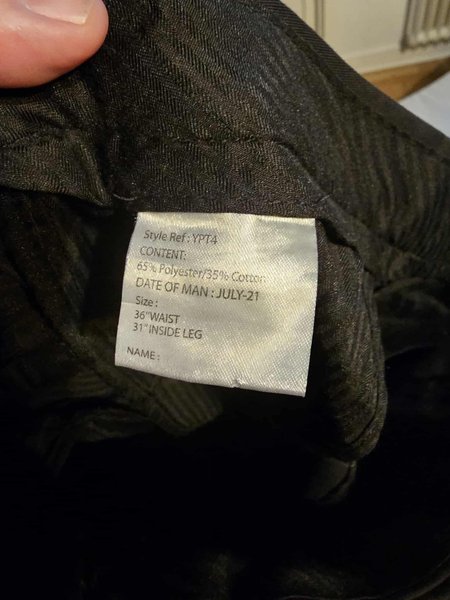 Style Ref : YPT4
CONTENT:
65% Polyester/35% Cotton
DATE OF MAN : JULY-21
Size :
36"WAIST
31"INSIDE LEG
NAME :